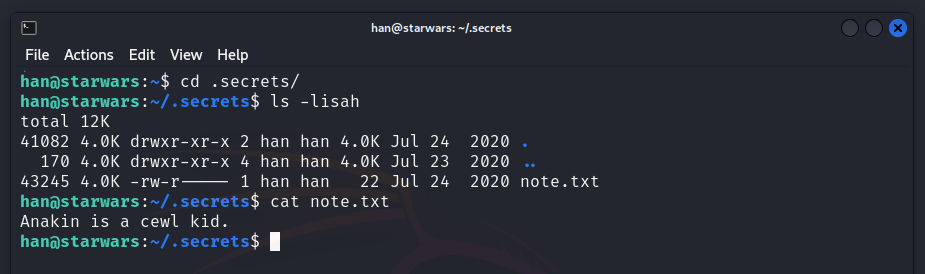 han@starwars: ~/.secrets
File Actions Edit View Help
han@starwars:~$ cd .secrets/
han@starwars:~/.secrets$ ls -lisah
total 12K
41082 4.0K drwxr-xr-x 2 han han 4.0K Jul 24  2020 .
  170 4.0K drwxr-xr-x 4 han han 4.0K Jul 23  2020 ..
43245 4.0K -rw-r----- 1 han han   22 Jul 24  2020 note.txt
han@starwars:~/.secrets$ cat note.txt
Anakin is a cewl kid.
han@starwars:~/.secrets$